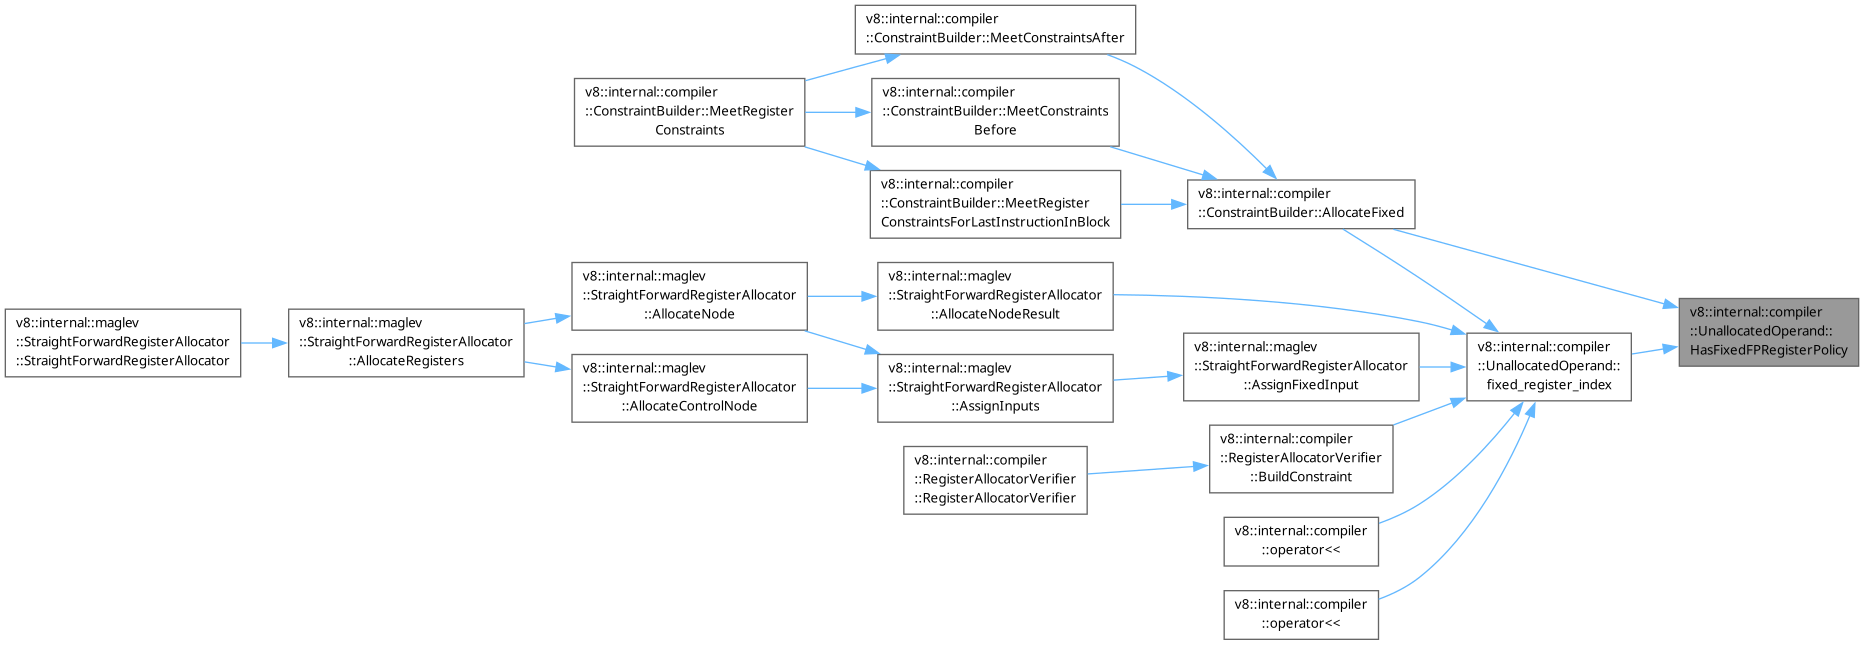 v8::internal::compiler
::ConstraintBuilder::MeetConstraintsAfter
v8::internal::compiler
::ConstraintBuilder::MeetRegister
Constraints
v8::internal::compiler
::ConstraintBuilder::MeetConstraints
Before
v8::internal::compiler
::ConstraintBuilder::MeetRegister
ConstraintsForLastInstructionInBlock
v8::internal::compiler
::ConstraintBuilder::AllocateFixed
v8::internal::maglev
::StraightForwardRegisterAllocator
::StraightForwardRegisterAllocator
v8::internal::maglev
::StraightForwardRegisterAllocator
::AllocateRegisters
v8::internal::maglev
::StraightForwardRegisterAllocator
::AllocateNode
v8::internal::maglev
::StraightForwardRegisterAllocator
::AllocateNodeResult
v8::internal::maglev
::StraightForwardRegisterAllocator
::AllocateControlNode
v8::internal::maglev
::StraightForwardRegisterAllocator
::AssignInputs
v8::internal::maglev
::StraightForwardRegisterAllocator
::AssignFixedInput
v8::internal::compiler
::UnallocatedOperand::
fixed_register_index
v8::internal::compiler
::UnallocatedOperand::
HasFixedFPRegisterPolicy
v8::internal::compiler
::RegisterAllocatorVerifier
::RegisterAllocatorVerifier
v8::internal::compiler
::RegisterAllocatorVerifier
::BuildConstraint
v8::internal::compiler
::operator<<
v8::internal::compiler
::operator<<